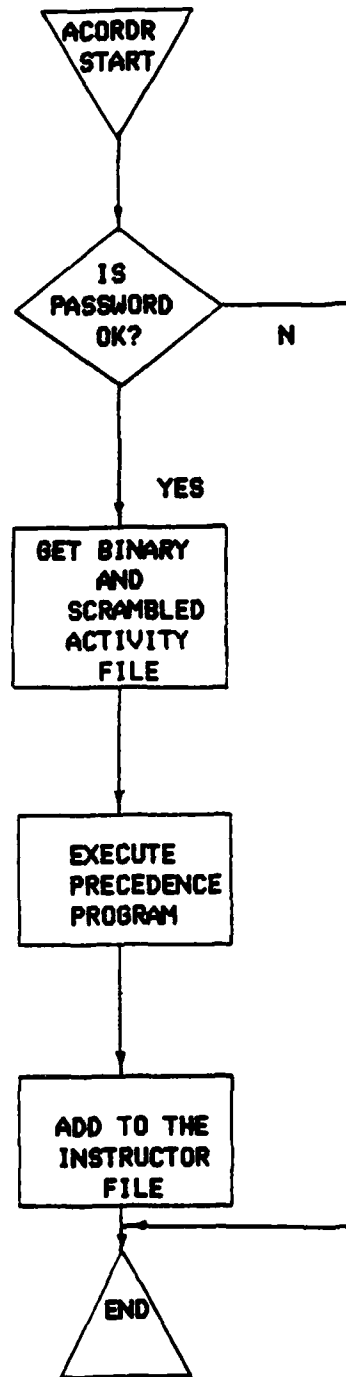 ACORDR
START
IS
PASSWORD
OK?
N
YES
GET BINARY
AND
SCRAMBLED
ACTIVITY
FILE
EXECUTE
PRECEDENCE
PROGRAM
ADD TO THE
INSTRUCTOR
FILE
END